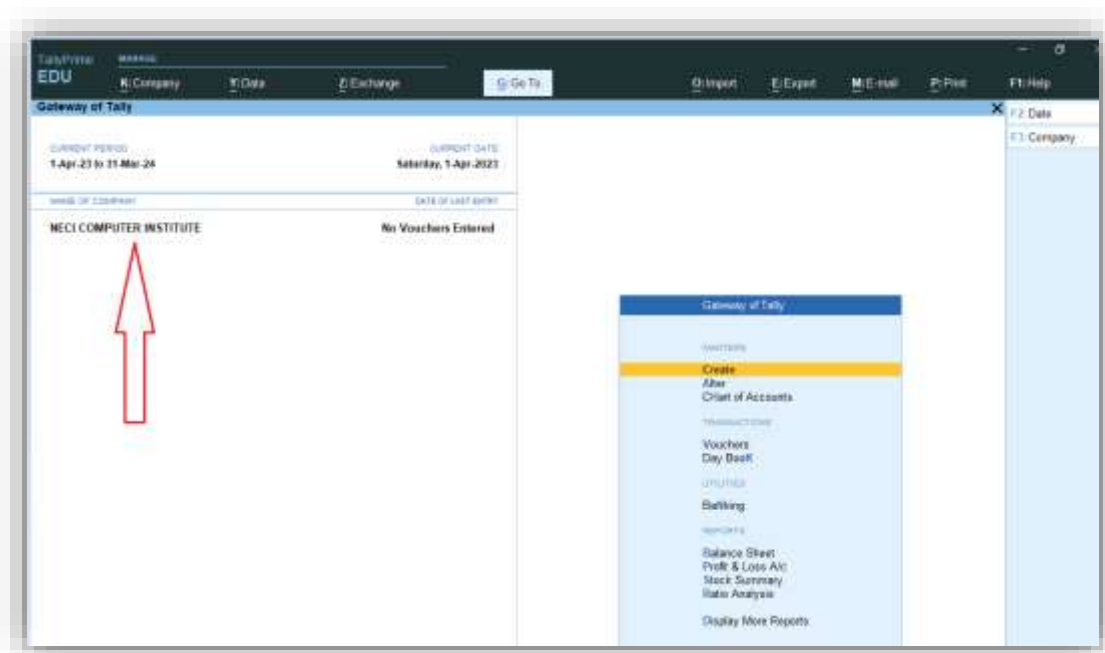 TallyPrime MANAGE
EDU K:Company Y:Data Z:Exchange G:Go To O:Import E:Export M:E-mail P:Print F1:Help
Gateway of Tally
F2:Date
F3:Company
CURRENT PERIOD CURRENT DATE
1-Apr-23 to 31-Mar-24 Saturday, 1-Apr-2023
NAME OF COMPANY DATE OF LAST ENTRY
NECI COMPUTER INSTITUTE No Vouchers Entered
Gateway of Tally
MASTERS
Create
Alter
CHart of Accounts
TRANSACTIONS
Vouchers
Day BooK
UTILITIES
BaNking
REPORTS
Balance Sheet
Profit & Loss A/c
Stock Summary
Ratio Analysis
Display More Reports